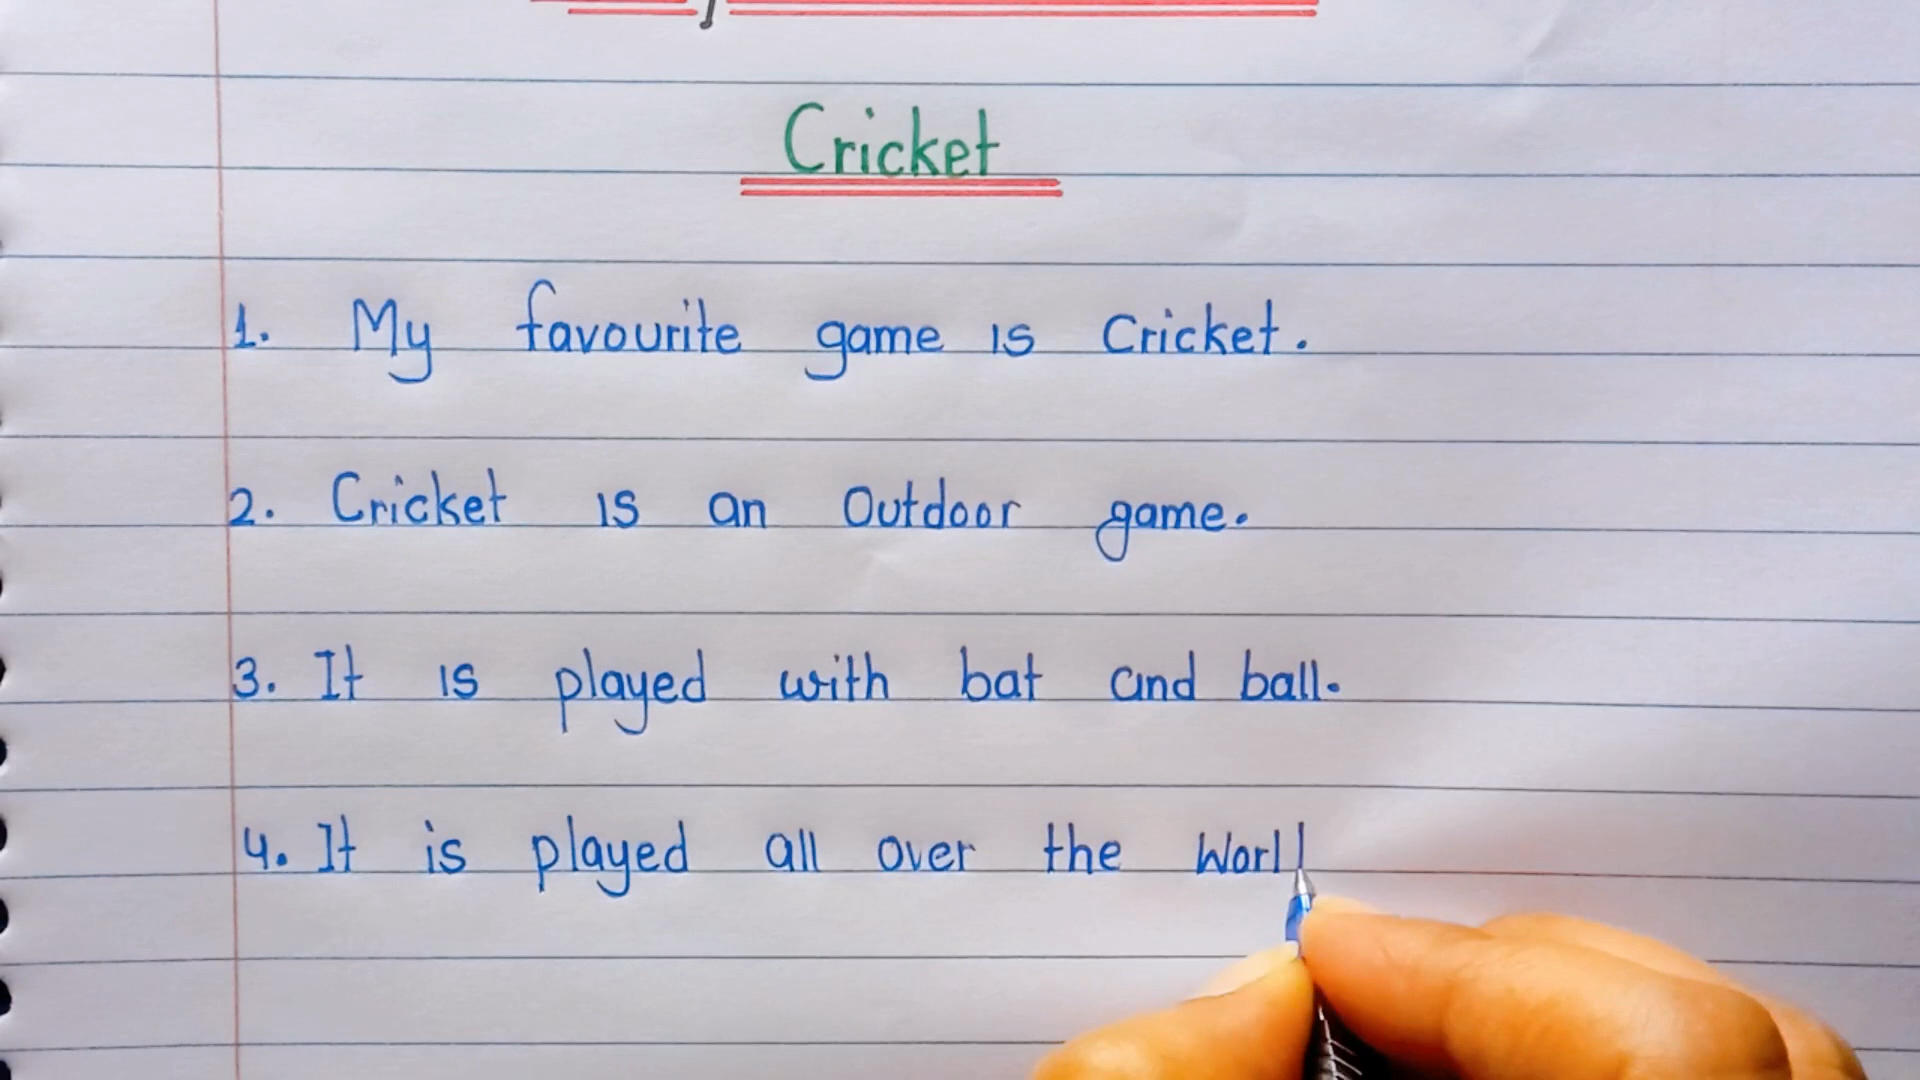 Cricket
1. My favourite game is Cricket.
2. Cricket is an Outdoor game.
3. It is played with bat and ball.
4. It is played all over the Worl